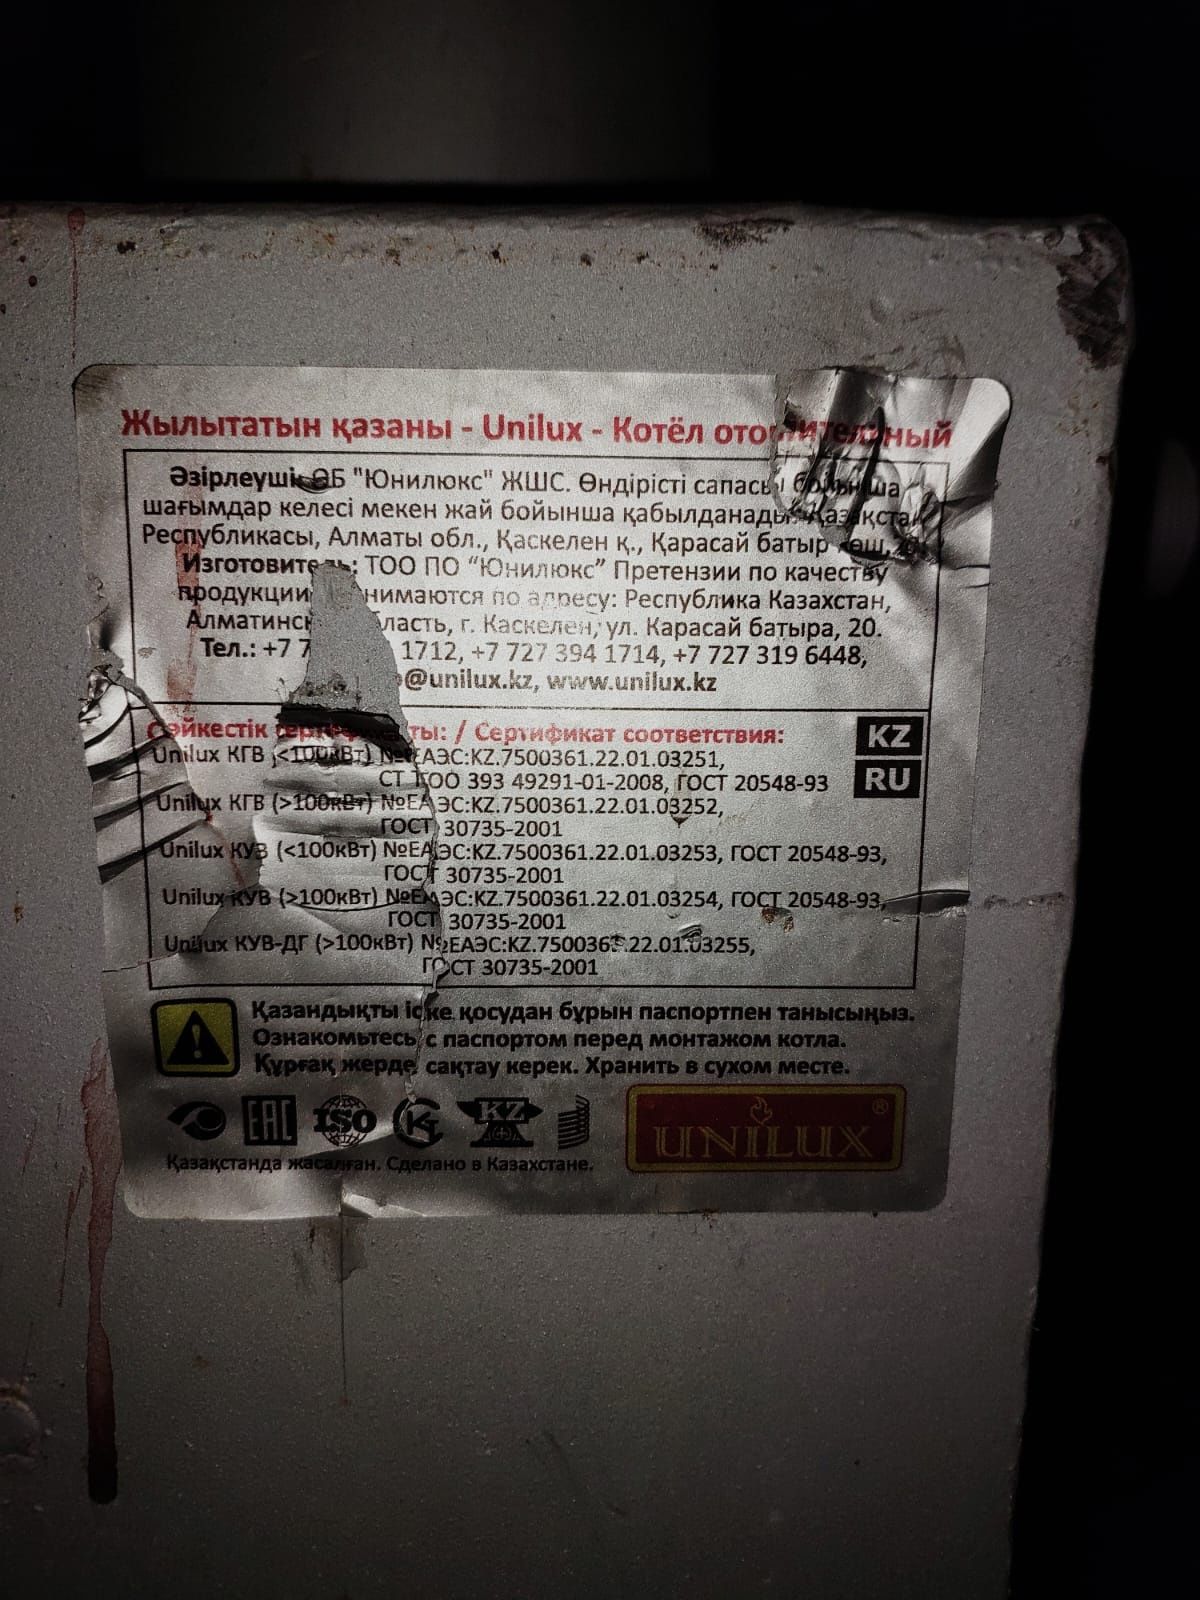 Жылытатын қазаны - Unilux - Котёл отопительный
Әзірлеуші: ӨБ "Юнилюкс" ЖШС. Өндірісті сапасы бойынша
шағымдар келесі мекен жай бойынша қабылданады: Қазақстан
Республикасы, Алматы обл., Қаскелен қ., Қарасай батыр көш,
Изготовитель: ТОО ПО “Юнилюкс” Претензии по качеству
продукции принимаются по адресу: Республика Казахстан,
Алматинская область, г. Каскелен, ул. Карасай батыра, 20.
Тел.: +7 7 1712, +7 727 394 1714, +7 727 319 6448,
@unilux.kz, www.unilux.kz
Сәйкестік сертификаты: / Сертификат соответствия:
KZ
RU
Unilux КГВ (<100кВт) №ЕАЭС:KZ.7500361.22.01.03251,
СТ ТОО 393 49291-01-2008, ГОСТ 20548-93
Unilux КГВ (>100кВт) №ЕАЭС:KZ.7500361.22.01.03252,
ГОСТ 30735-2001
Unilux КУВ (<100кВт) №ЕАЭС:KZ.7500361.22.01.03253, ГОСТ 20548-93,
ГОСТ 30735-2001
Unilux КУВ (>100кВт) №ЕАЭС:KZ.7500361.22.01.03254, ГОСТ 20548-93,
ГОСТ 30735-2001
Unilux КУВ-ДГ (>100кВт) №ЕАЭС:KZ.7500361.22.01.03255,
ГОСТ 30735-2001
Қазандықты іске қосудан бұрын паспортпен танысыңыз.
Ознакомьтесь с паспортом перед монтажом котла.
Құрғақ жерде сақтау керек. Хранить в сухом месте.
EAC ISO KZ
UNILUX ®
Қазақстанда жасалған. Сделано в Казахстане.